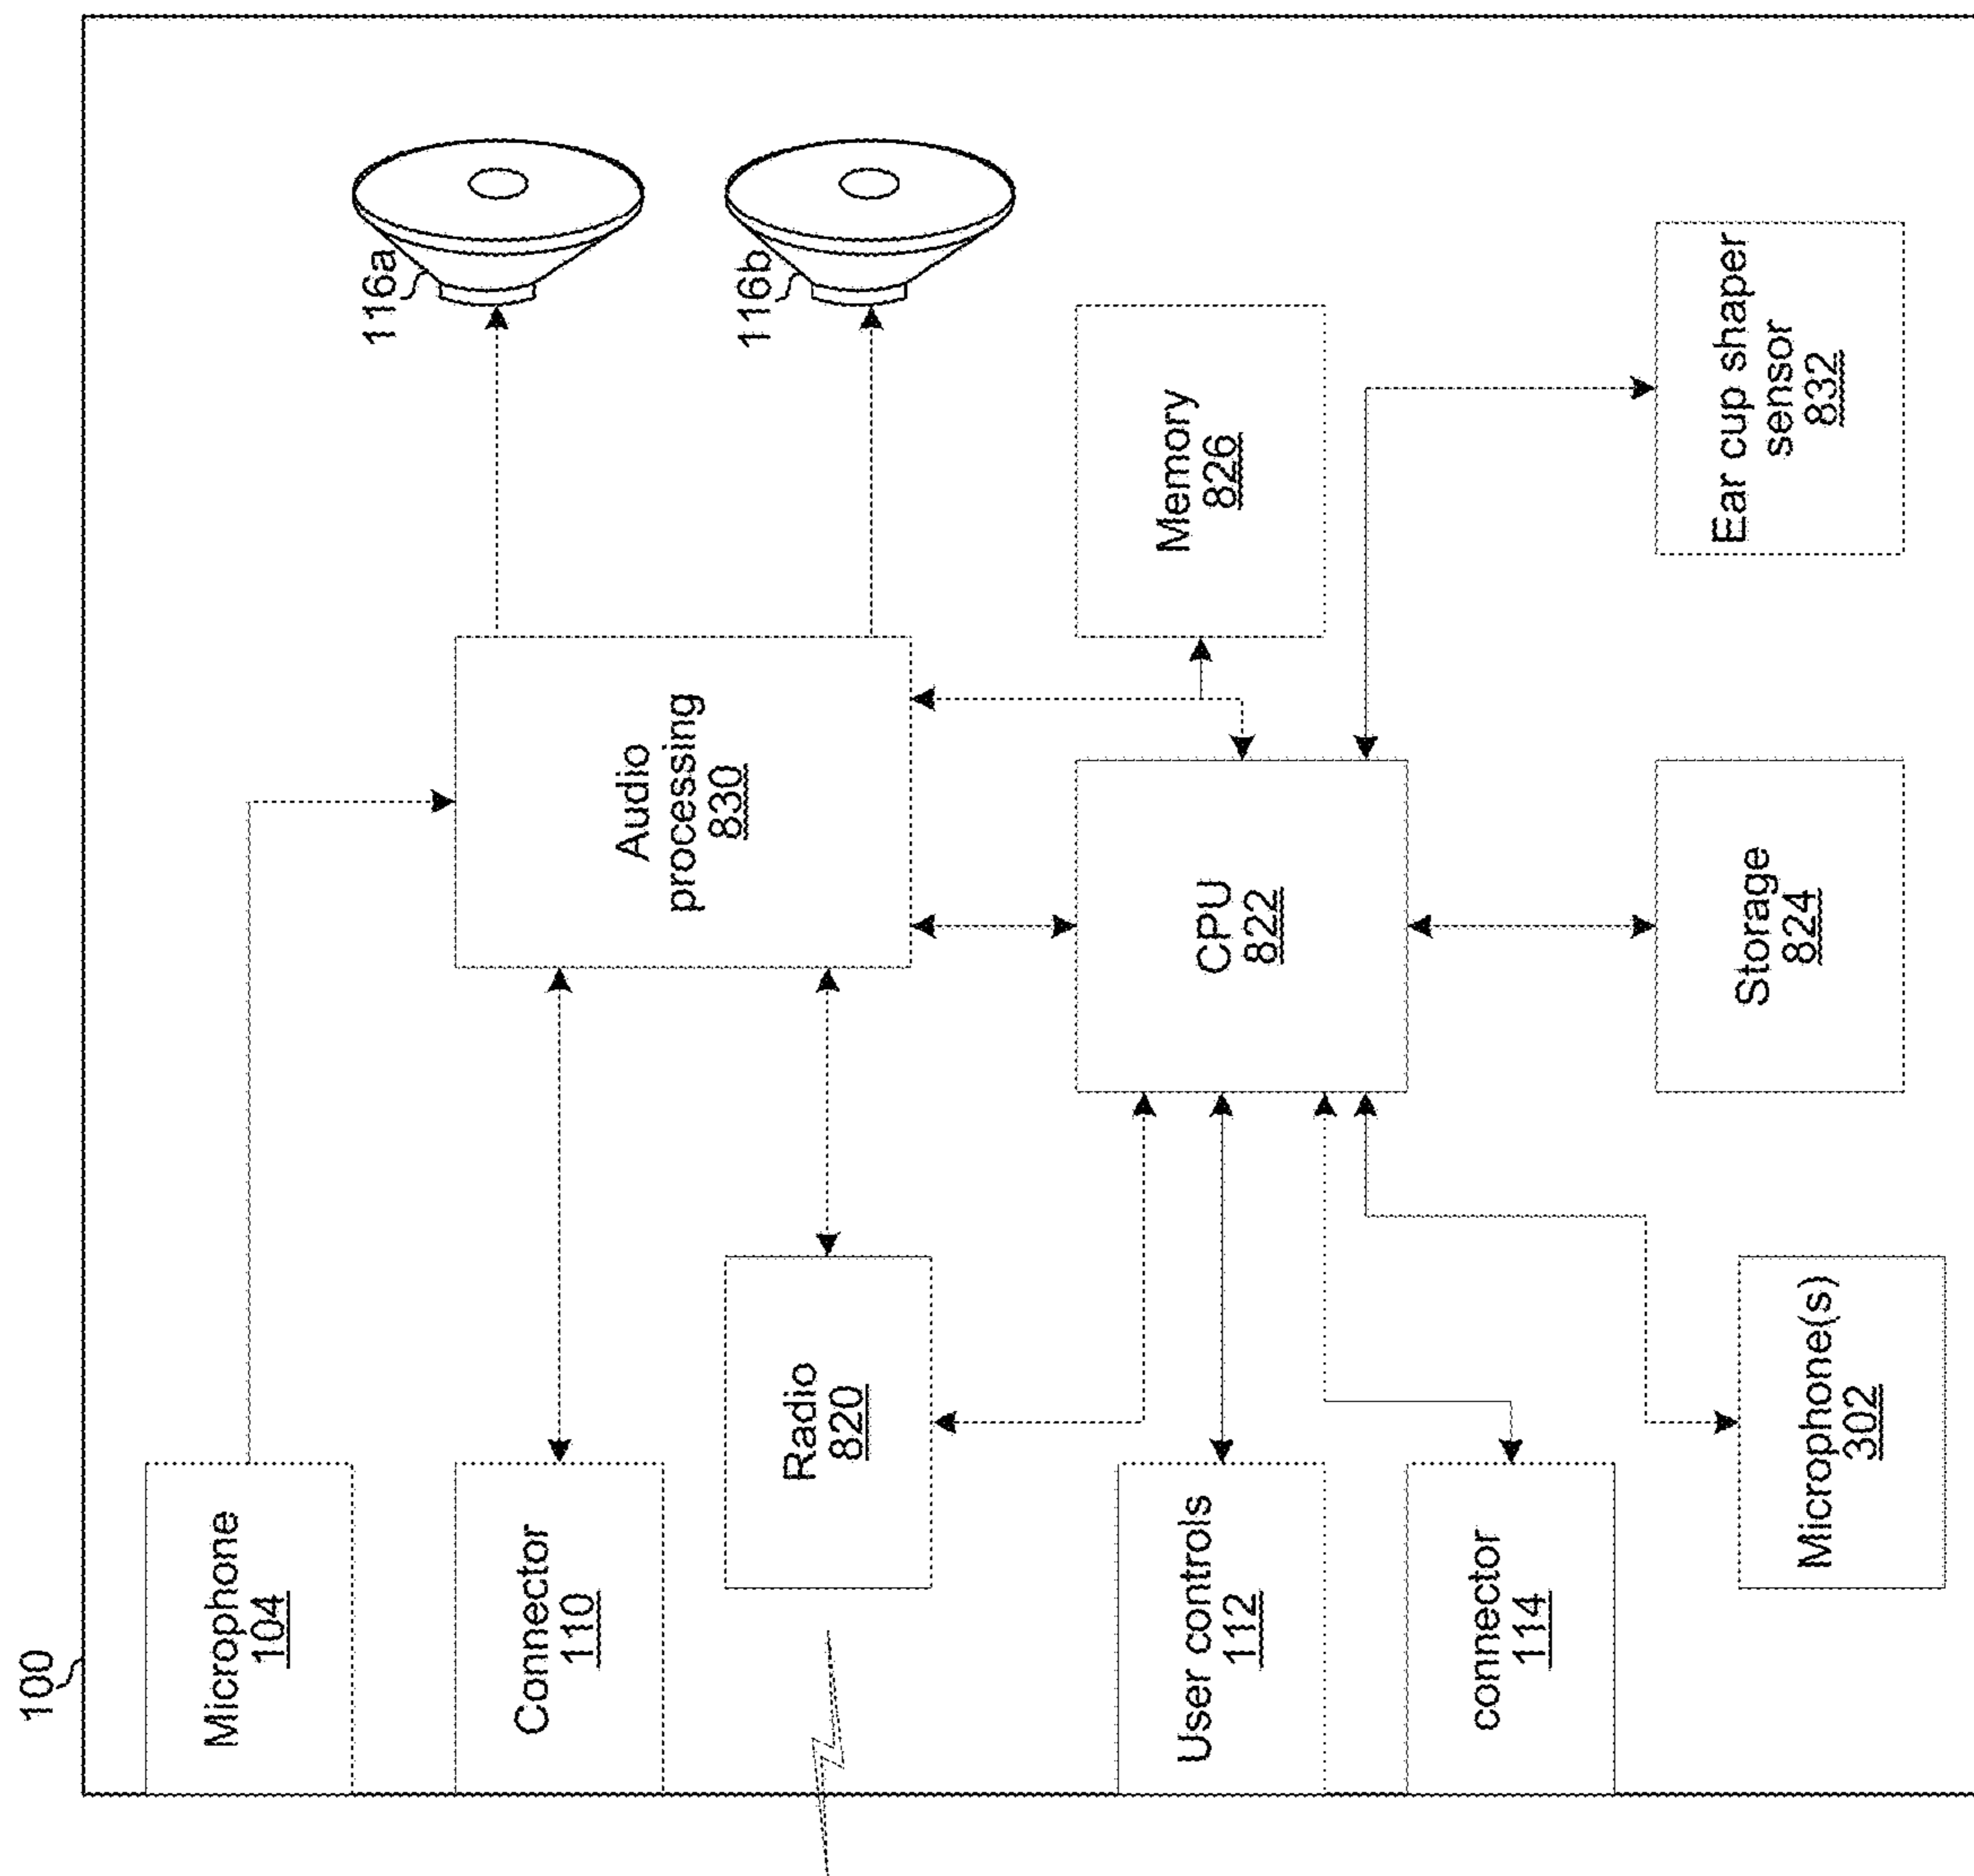 100
Microphone
104
Connector
110
Radio
820
User controls
112
connector
114
Microphone(s)
302
Audio
processing
830
CPU
822
Storage
824
Memory
826
Ear cup shaper
sensor
832
116a
116b